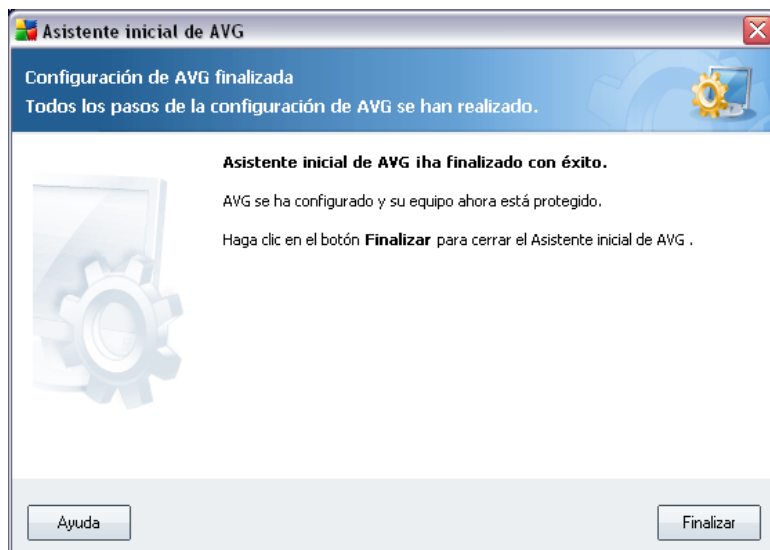 Asistente inicial de AVG
Configuración de AVG finalizada
Todos los pasos de la configuración de AVG se han realizado.
Asistente inicial de AVG ¡ha finalizado con éxito.
AVG se ha configurado y su equipo ahora está protegido.
Haga clic en el botón Finalizar para cerrar el Asistente inicial de AVG .
Ayuda
Finalizar